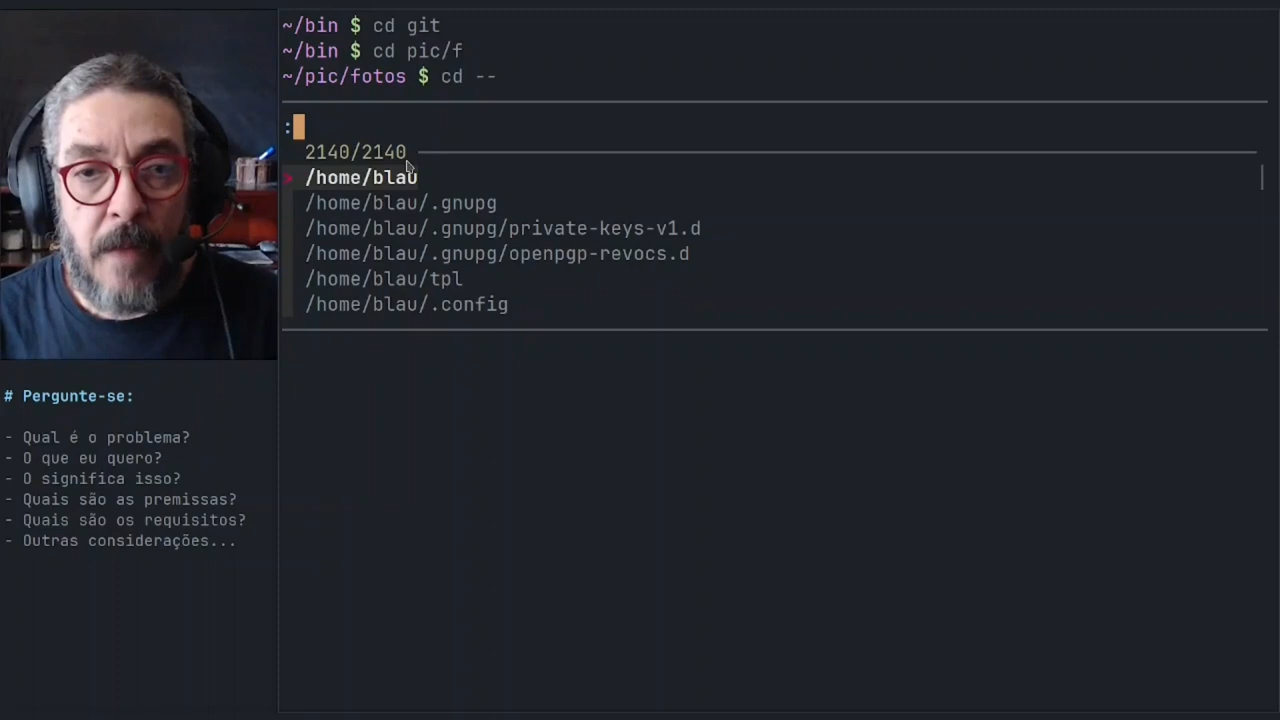 ~/bin $ cd git
~/bin $ cd pic/f
~/pic/fotos $ cd --
:
2140/2140
> /home/blau
/home/blau/.gnupg
/home/blau/.gnupg/private-keys-v1.d
/home/blau/.gnupg/openpgp-revocs.d
/home/blau/tpl
/home/blau/.config
# Pergunte-se:
- Qual é o problema?
- O que eu quero?
- O significa isso?
- Quais são as premissas?
- Quais são os requisitos?
- Outras considerações...